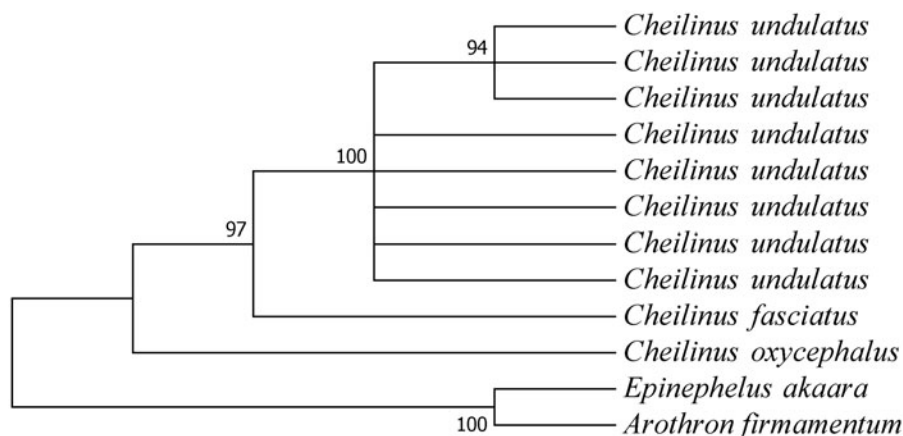 Cheilinus undulatus
94
Cheilinus undulatus
Cheilinus undulatus
Cheilinus undulatus
100
Cheilinus undulatus
Cheilinus undulatus
97
Cheilinus undulatus
Cheilinus undulatus
Cheilinus fasciatus
Cheilinus oxycephalus
Epinephelus akaara
100
Arothron firmamentum